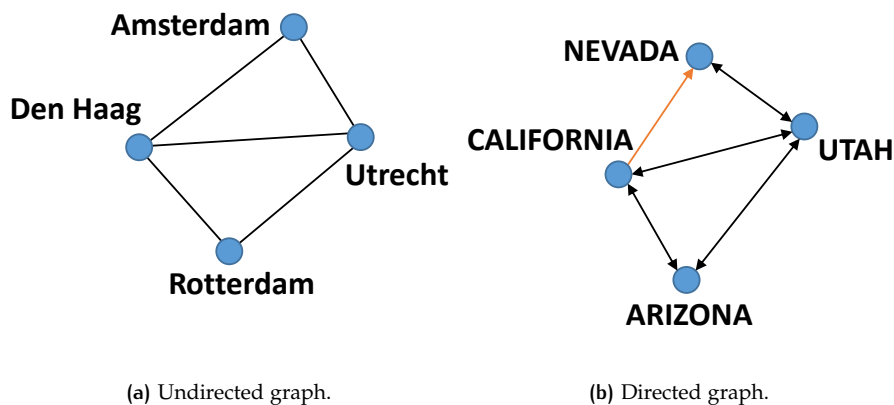 Amsterdam
Den Haag
Utrecht
Rotterdam
NEVADA
CALIFORNIA
UTAH
ARIZONA
(a) Undirected graph.
(b) Directed graph.